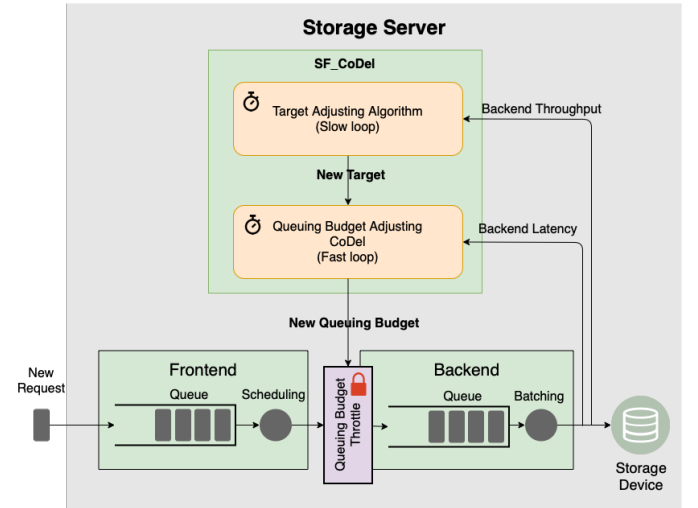 Storage Server
SF_CoDel
Target Adjusting Algorithm
(Slow loop)
Backend Throughput
New Target
Queuing Budget Adjusting
CoDel
(Fast loop)
Backend Latency
New Queuing Budget
New
Request
Frontend
Queue
Scheduling
Queuing Budget
Throttle
Backend
Queue
Batching
Storage
Device